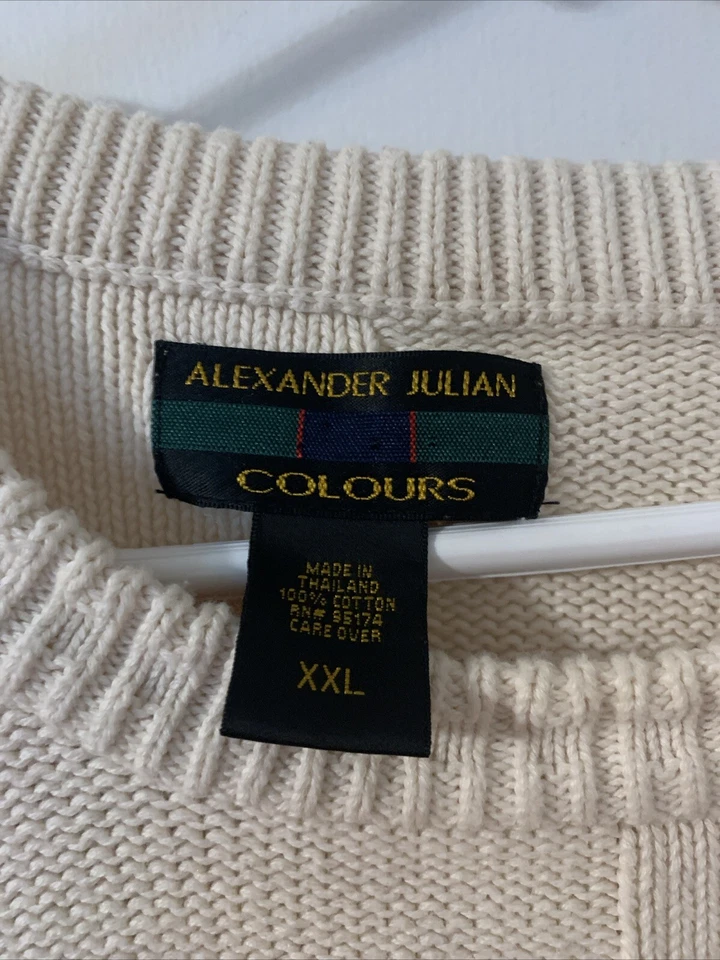 ALEXANDER JULIAN
COLOURS
MADE IN
THAILAND
100% COTTON
RN# 95174
CARE OVER
XXL